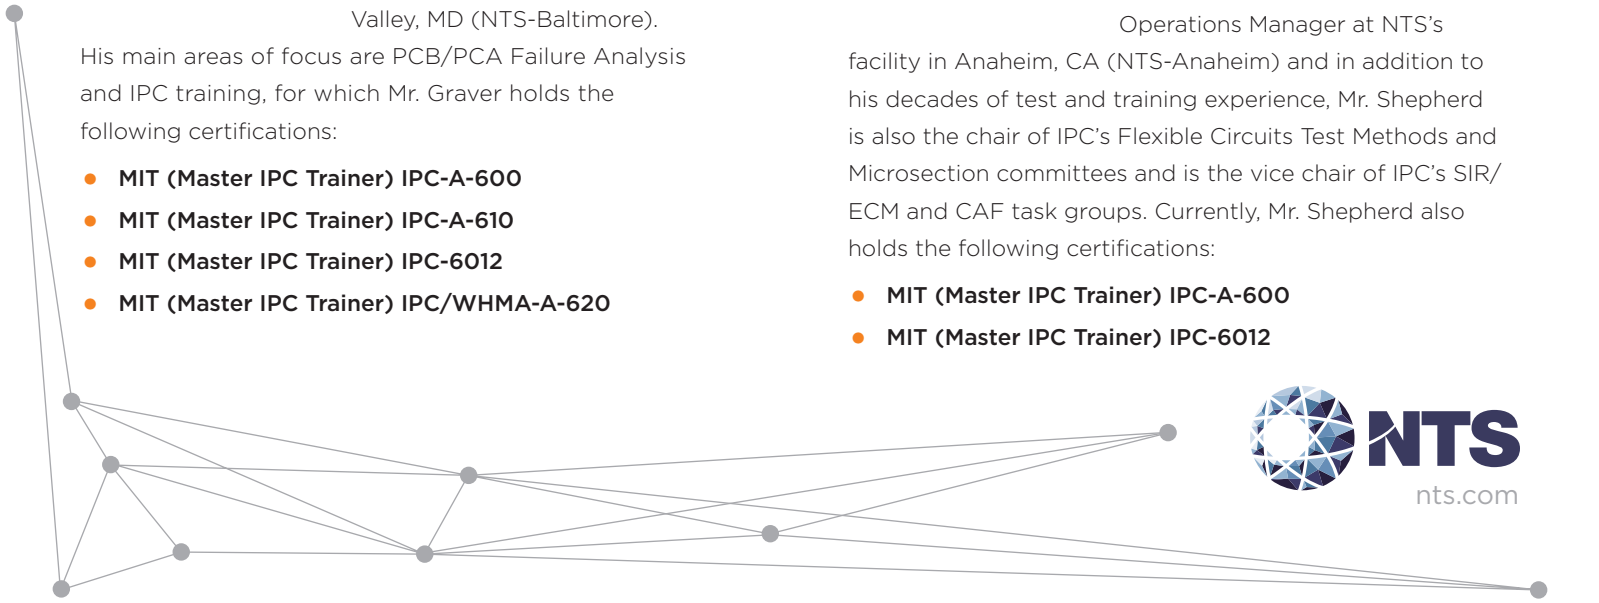 Valley, MD (NTS-Baltimore).
His main areas of focus are PCB/PCA Failure Analysis
and IPC training, for which Mr. Graver holds the
following certifications:
MIT (Master IPC Trainer) IPC-A-600
MIT (Master IPC Trainer) IPC-A-610
MIT (Master IPC Trainer) IPC-6012
MIT (Master IPC Trainer) IPC/WHMA-A-620
Operations Manager at NTS’s
facility in Anaheim, CA (NTS-Anaheim) and in addition to
his decades of test and training experience, Mr. Shepherd
is also the chair of IPC’s Flexible Circuits Test Methods and
Microsection committees and is the vice chair of IPC’s SIR/
ECM and CAF task groups. Currently, Mr. Shepherd also
holds the following certifications:
MIT (Master IPC Trainer) IPC-A-600
MIT (Master IPC Trainer) IPC-6012
NTS
nts.com